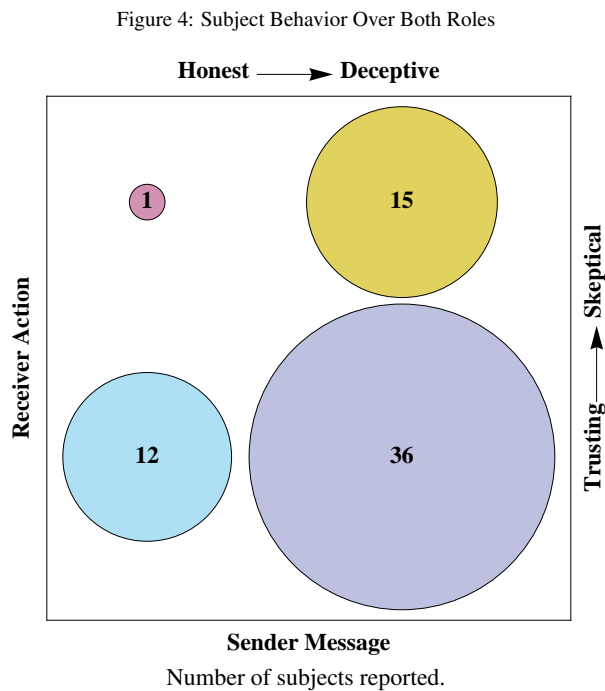 Figure 4: Subject Behavior Over Both Roles
Honest → Deceptive
1
15
Receiver Action
Trusting → Skeptical
12
36
Sender Message
Number of subjects reported.